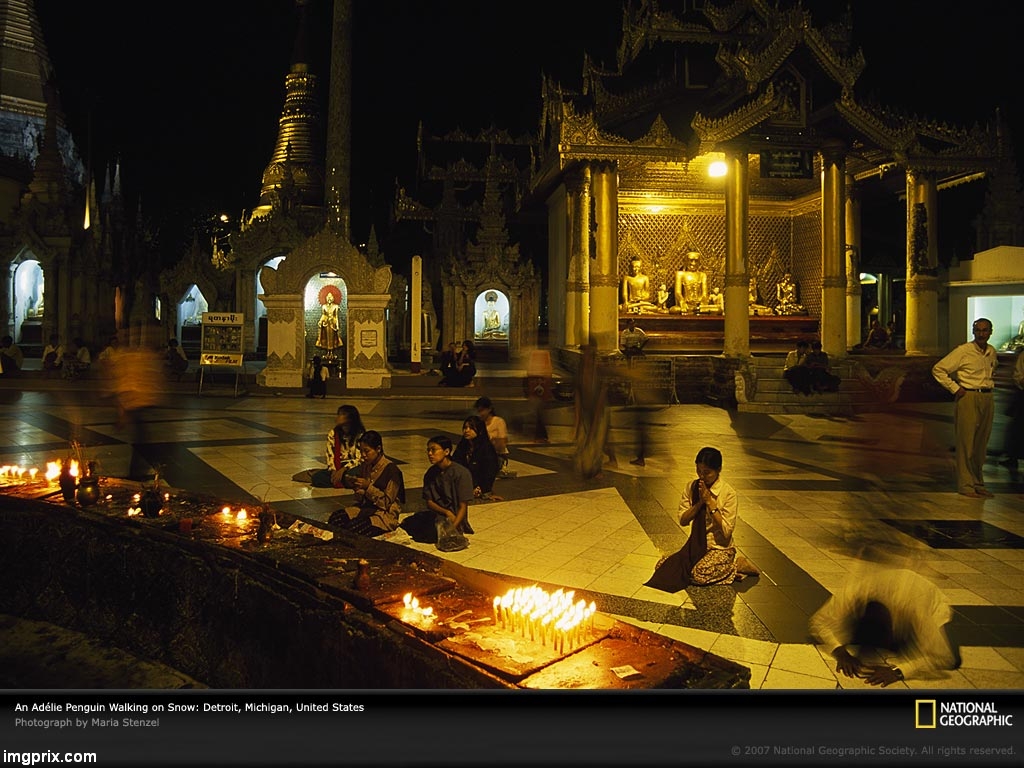 An Adélie Penguin Walking on Snow: Detroit, Michigan, United States
Photograph by Maria Stenzel
NATIONAL
GEOGRAPHIC
© 2007 National Geographic Society. All rights reserved.
imgprix.com